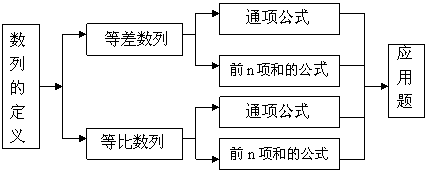 数列的定义
等差数列
通项公式
前n项和的公式
等比数列
通项公式
前n项和的公式
应用题